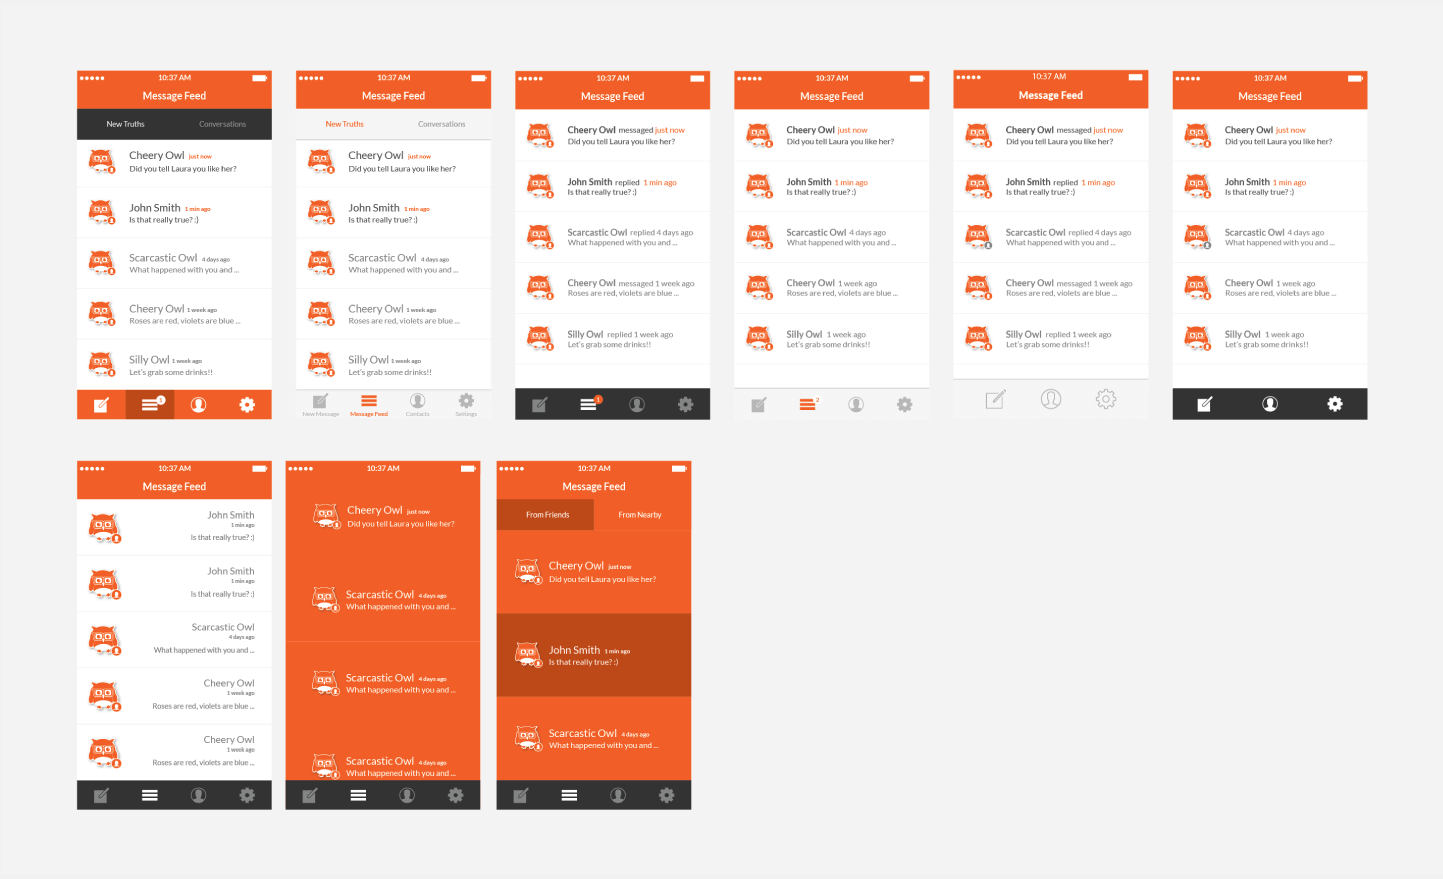 10:37 AM
Message Feed
New Truths Conversations
Cheery Owl just now
Did you tell Laura you like her?
John Smith 1 min ago
Is that really true? :)
Scarcastic Owl 4 days ago
What happened with you and ...
Cheery Owl 1 week ago
Roses are red, violets are blue ...
Silly Owl 1 week ago
Let's grab some drinks!!
1
10:37 AM
Message Feed
New Truths Conversations
Cheery Owl just now
Did you tell Laura you like her?
John Smith 1 min ago
Is that really true? :)
Scarcastic Owl 4 days ago
What happened with you and ...
Cheery Owl 1 week ago
Roses are red, violets are blue ...
Silly Owl 1 week ago
Let's grab some drinks!!
New Message Message Feed Contacts Settings
10:37 AM
Message Feed
Cheery Owl messaged just now
Did you tell Laura you like her?
John Smith replied 1 min ago
Is that really true? :)
Scarcastic Owl replied 4 days ago
What happened with you and ...
Cheery Owl messaged 1 week ago
Roses are red, violets are blue ...
Silly Owl replied 1 week ago
Let's grab some drinks!!
1
10:37 AM
Message Feed
Cheery Owl just now
Did you tell Laura you like her?
John Smith 1 min ago
Is that really true? :)
Scarcastic Owl 4 days ago
What happened with you and ...
Cheery Owl 1 week ago
Roses are red, violets are blue ...
Silly Owl 1 week ago
Let's grab some drinks!!
2
10:37 AM
Message Feed
Cheery Owl messaged just now
Did you tell Laura you like her?
John Smith replied 1 min ago
Is that really true? :)
Scarcastic Owl replied 4 days ago
What happened with you and ...
Cheery Owl messaged 1 week ago
Roses are red, violets are blue ...
Silly Owl replied 1 week ago
Let's grab some drinks!!
10:37 AM
Message Feed
Cheery Owl just now
Did you tell Laura you like her?
John Smith 1 min ago
Is that really true? :)
Scarcastic Owl 4 days ago
What happened with you and ...
Cheery Owl 1 week ago
Roses are red, violets are blue ...
Silly Owl 1 week ago
Let's grab some drinks!!
10:37 AM
Message Feed
John Smith
1 min ago
Is that really true? :)
John Smith
1 min ago
Is that really true? :)
Scarcastic Owl
4 days ago
What happened with you and ...
Cheery Owl
1 week ago
Roses are red, violets are blue ...
Cheery Owl
1 week ago
Roses are red, violets are blue ...
10:37 AM
Cheery Owl just now
Did you tell Laura you like her?
Scarcastic Owl 4 days ago
What happened with you and ...
Scarcastic Owl 4 days ago
What happened with you and ...
Scarcastic Owl 4 days ago
What happened with you and ...
10:37 AM
Message Feed
From Friends From Nearby
Cheery Owl just now
Did you tell Laura you like her?
John Smith 1 min ago
Is that really true? :)
Scarcastic Owl 4 days ago
What happened with you and ...